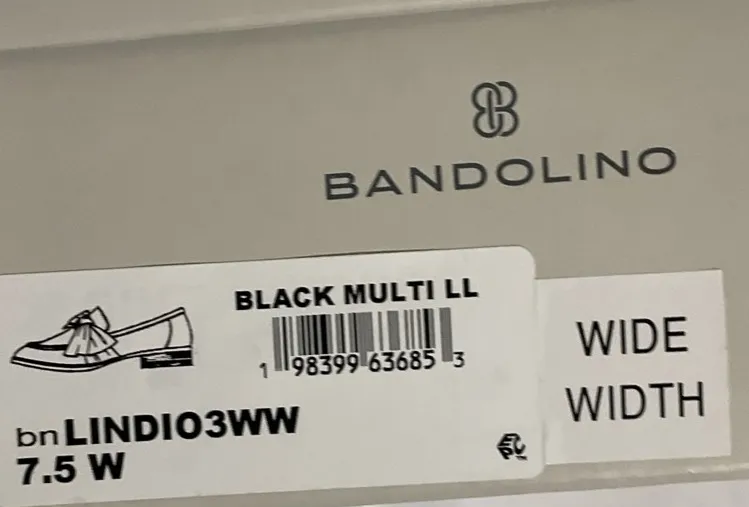 BANDOLINO
BLACK MULTI LL
1 98399 63685 3
WIDE
WIDTH
bnLINDIO3WW
7.5 W